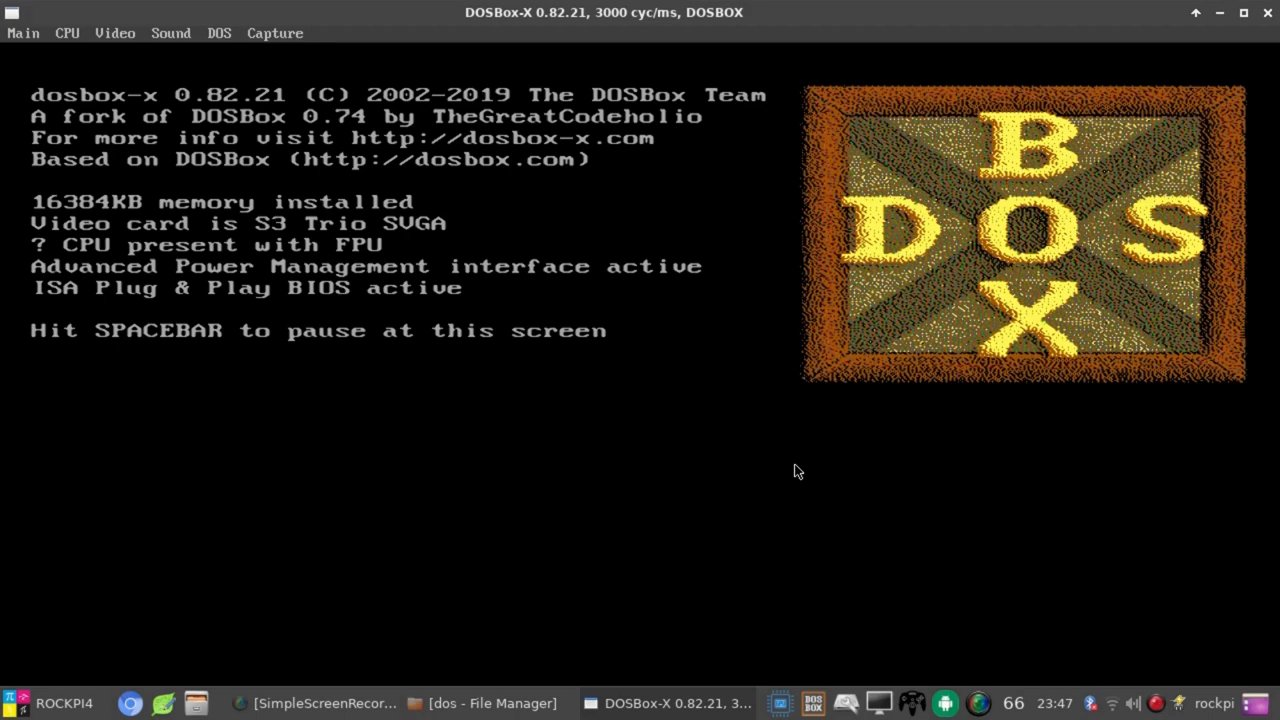 DOSBox-X 0.82.21, 3000 cyc/ms, DOSBOX
Main CPU Video Sound DOS Capture
dosbox-x 0.82.21 (C) 2002-2019 The DOSBox Team
A fork of DOSBox 0.74 by TheGreatCodeholio
For more info visit http://dosbox-x.com
Based on DOSBox (http://dosbox.com)
16384KB memory installed
Video card is S3 Trio SVGA
? CPU present with FPU
Advanced Power Management interface active
ISA Plug & Play BIOS active
Hit SPACEBAR to pause at this screen
B
DOS
X
ROCKPI4 [SimpleScreenRecor... [dos - File Manager] DOSBox-X 0.82.21, 3... DOS 66 23:47 rockpi
BOX